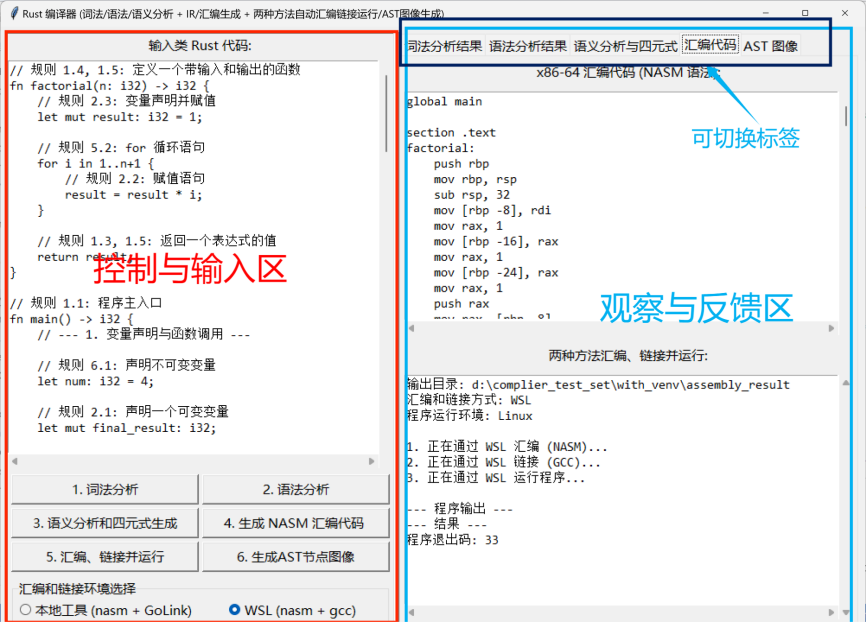 Rust 编译器 (词法/语法/语义分析 + IR/汇编生成 + 两种方法自动汇编链接运行/AST图像生成)
输入类 Rust 代码:
// 规则 1.4, 1.5: 定义一个带输入和输出的函数
fn factorial(n: i32) -> i32 {
    // 规则 2.3: 变量声明并赋值
    let mut result: i32 = 1;
    // 规则 5.2: for 循环语句
    for i in 1..n+1 {
        // 规则 2.2: 赋值语句
        result = result * i;
    }
    // 规则 1.3, 1.5: 返回一个表达式的值
    return result;
}
控制与输入区
// 规则 1.1: 程序主入口
fn main() -> i32 {
    // --- 1. 变量声明与函数调用 ---
    // 规则 6.1: 声明不可变变量
    let num: i32 = 4;
    // 规则 2.1: 声明一个可变变量
    let mut final_result: i32;
1. 词法分析
2. 语法分析
3. 语义分析和四元式生成
4. 生成 NASM 汇编代码
5. 汇编、链接并运行
6. 生成AST节点图像
汇编和链接环境选择
本地工具 (nasm + GoLink)
WSL (nasm + gcc)
词法分析结果 语法分析结果 语义分析与四元式 汇编代码 AST 图像
x86-64 汇编代码 (NASM 语法):
可切换标签
global main
section .text
factorial:
    push rbp
    mov rbp, rsp
    sub rsp, 32
    mov [rbp -8], rdi
    mov rax, 1
    mov [rbp -16], rax
    mov rax, 1
    mov [rbp -24], rax
    mov rax, 1
    push rax
    mov rax, [rbp -8]
观察与反馈区
两种方法汇编、链接并运行:
输出目录: d:\complier_test_set\with_venv\assembly_result
汇编和链接方式: WSL
程序运行环境: Linux
1. 正在通过 WSL 汇编 (NASM)...
2. 正在通过 WSL 链接 (GCC)...
3. 正在通过 WSL 运行程序...
--- 程序输出 ---
--- 结果 ---
程序退出码: 33